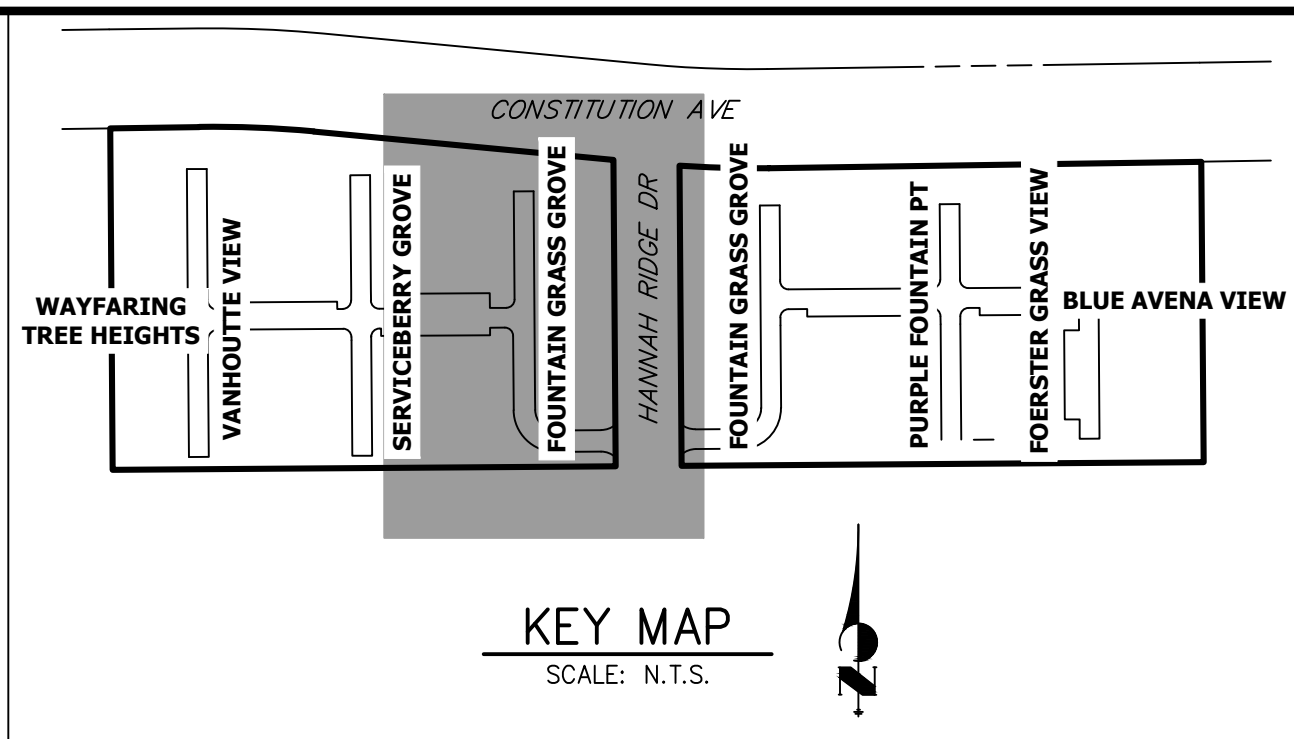 CONSTITUTION AVE
WAYFARING
TREE HEIGHTS
VANHOUTTE VIEW
SERVICEBERRY GROVE
FOUNTAIN GRASS GROVE
HANNAH RIDGE DR
FOUNTAIN GRASS GROVE
PURPLE FOUNTAIN PT
FOERSTER GRASS VIEW
BLUE AVENA VIEW
KEY MAP
SCALE: N.T.S.
N